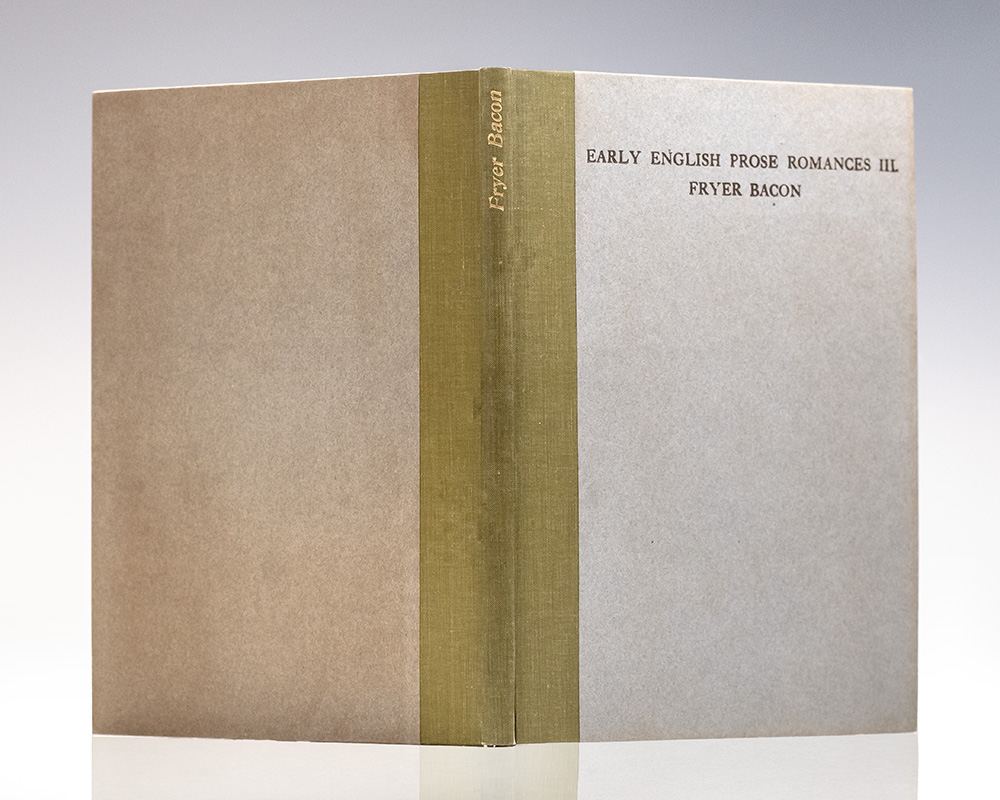 Fryer Bacon
EARLY ENGLISH PROSE ROMANCES III.
FRYER BACON